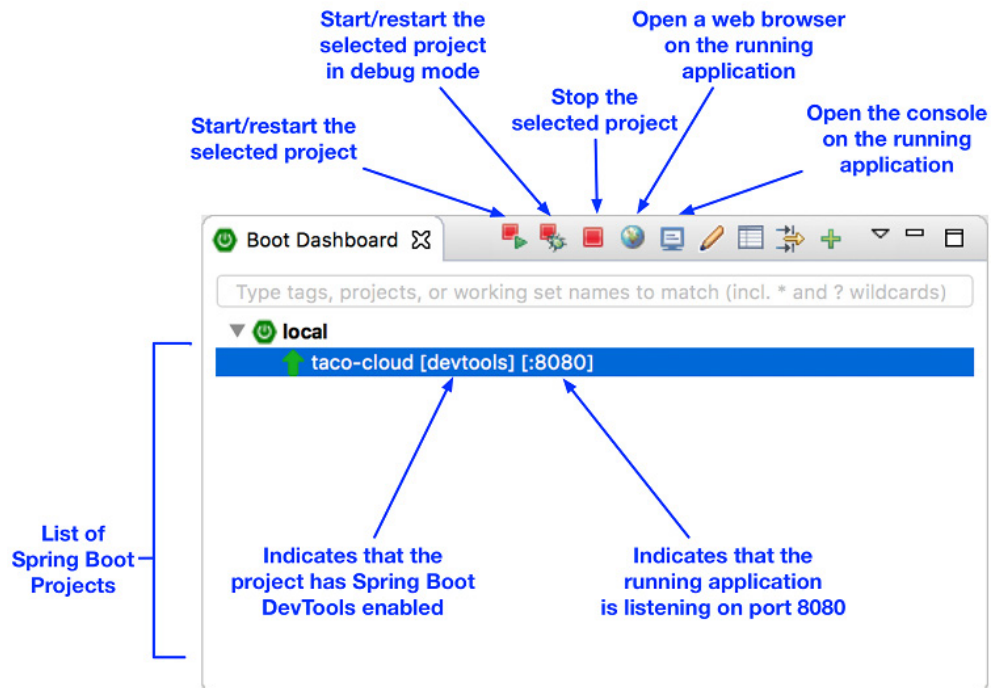 Start/restart the
selected project
in debug mode
Open a web browser
on the running
application
Stop the
selected project
Open the console
on the running
application
Start/restart the
selected project
Boot Dashboard
Type tags, projects, or working set names to match (incl. * and ? wildcards)
local
taco-cloud [devtools] [:8080]
List of
Spring Boot
Projects
Indicates that the
project has Spring Boot
DevTools enabled
Indicates that the
running application
is listening on port 8080